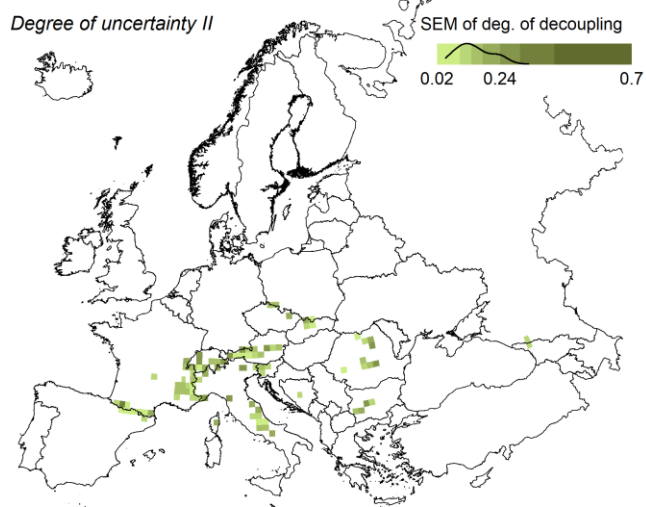 Degree of uncertainty II
SEM of deg. of decoupling
0.02 0.24 0.7